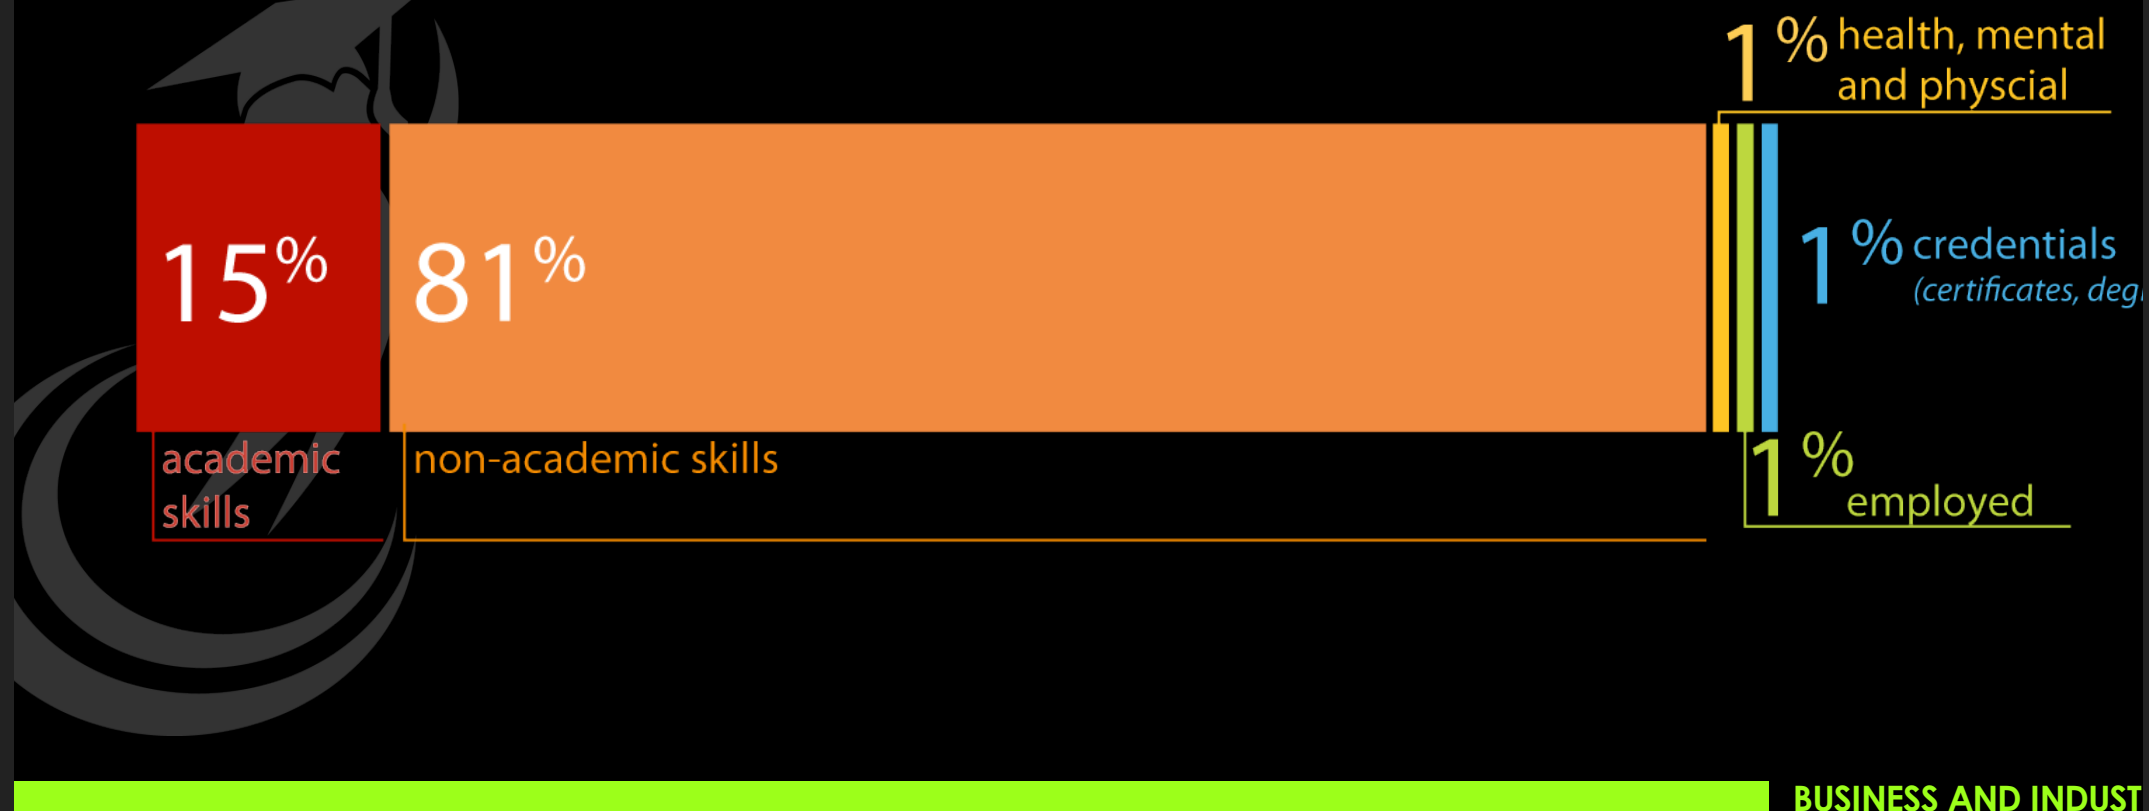 1% health, mental
and physcial
15%
81%
1% credentials
(certificates,
academic
skills
non-academic skills
1%
employed
BUSINESS AND